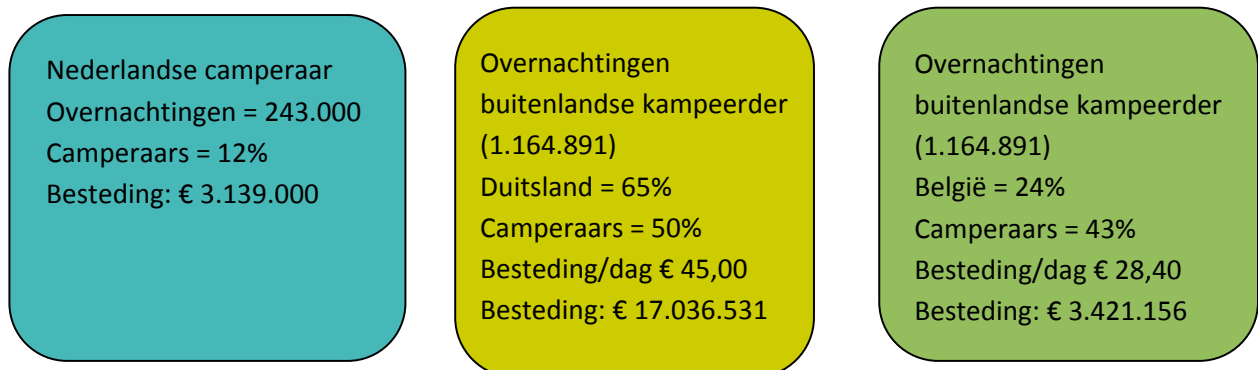 Nederlandse camperaar
Overnachtingen = 243.000
Camperaars = 12%
Besteding: € 3.139.000
Overnachtingen
buitenlandse kampeerder
(1.164.891)
Duitsland = 65%
Camperaars = 50%
Besteding/dag € 45,00
Besteding: € 17.036.531
Overnachtingen
buitenlandse kampeerder
(1.164.891)
België = 24%
Camperaars = 43%
Besteding/dag € 28,40
Besteding: € 3.421.156